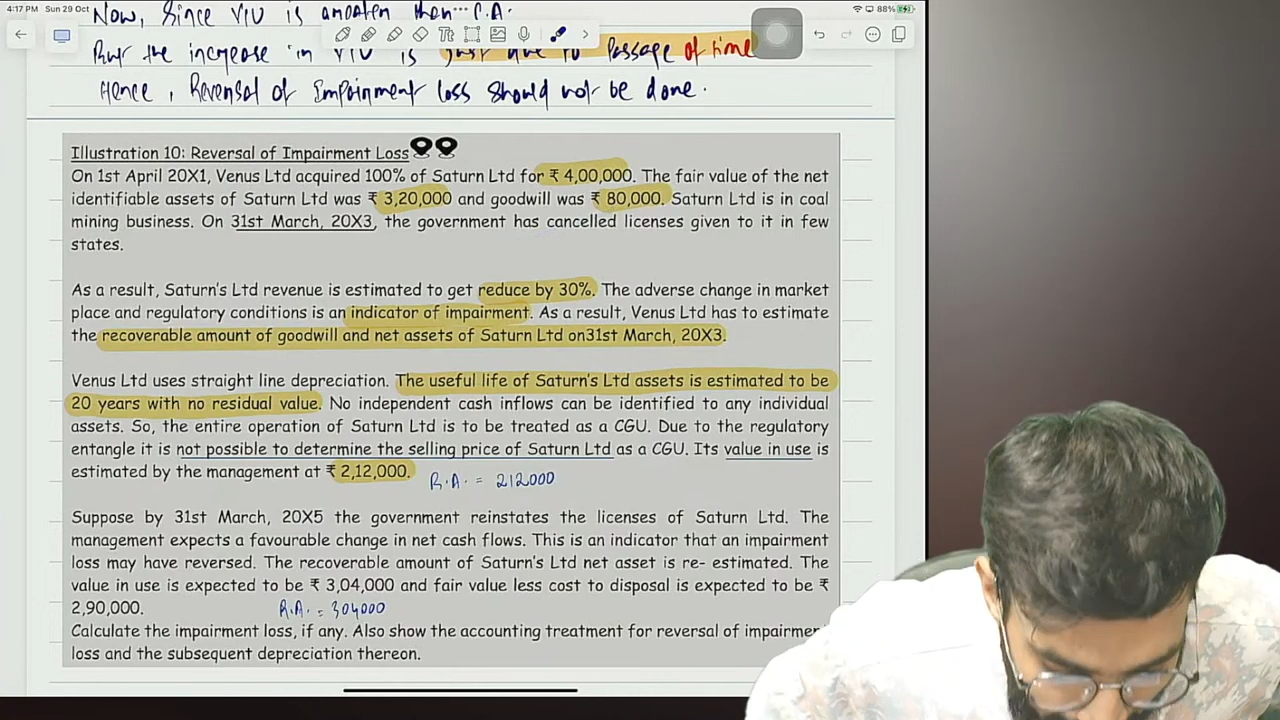 4:17 PM Sun 29 Oct
88%
Now, Since VIU is than... C.A.
But the increase in VIU is just due to Passage of time
Hence, Reversal of Impairment loss should not be done.
Illustration 10: Reversal of Impairment Loss
On 1st April 20X1, Venus Ltd acquired 100% of Saturn Ltd for ₹ 4,00,000. The fair value of the net
identifiable assets of Saturn Ltd was ₹ 3,20,000 and goodwill was ₹ 80,000. Saturn Ltd is in coal
mining business. On 31st March, 20X3, the government has cancelled licenses given to it in few
states.
As a result, Saturn's Ltd revenue is estimated to get reduce by 30%. The adverse change in market
place and regulatory conditions is an indicator of impairment. As a result, Venus Ltd has to estimate
the recoverable amount of goodwill and net assets of Saturn Ltd on31st March, 20X3.
Venus Ltd uses straight line depreciation. The useful life of Saturn's Ltd assets is estimated to be
20 years with no residual value. No independent cash inflows can be identified to any individual
assets. So, the entire operation of Saturn Ltd is to be treated as a CGU. Due to the regulatory
entangle it is not possible to determine the selling price of Saturn Ltd as a CGU. Its value in use is
estimated by the management at ₹ 2,12,000. R.A. = 212000
Suppose by 31st March, 20X5 the government reinstates the licenses of Saturn Ltd. The
management expects a favourable change in net cash flows. This is an indicator that an impairment
loss may have reversed. The recoverable amount of Saturn's Ltd net asset is re- estimated. The
value in use is expected to be ₹ 3,04,000 and fair value less cost to disposal is expected to be ₹
2,90,000. R.A. = 304000
Calculate the impairment loss, if any. Also show the accounting treatment for reversal of impairment
loss and the subsequent depreciation thereon.